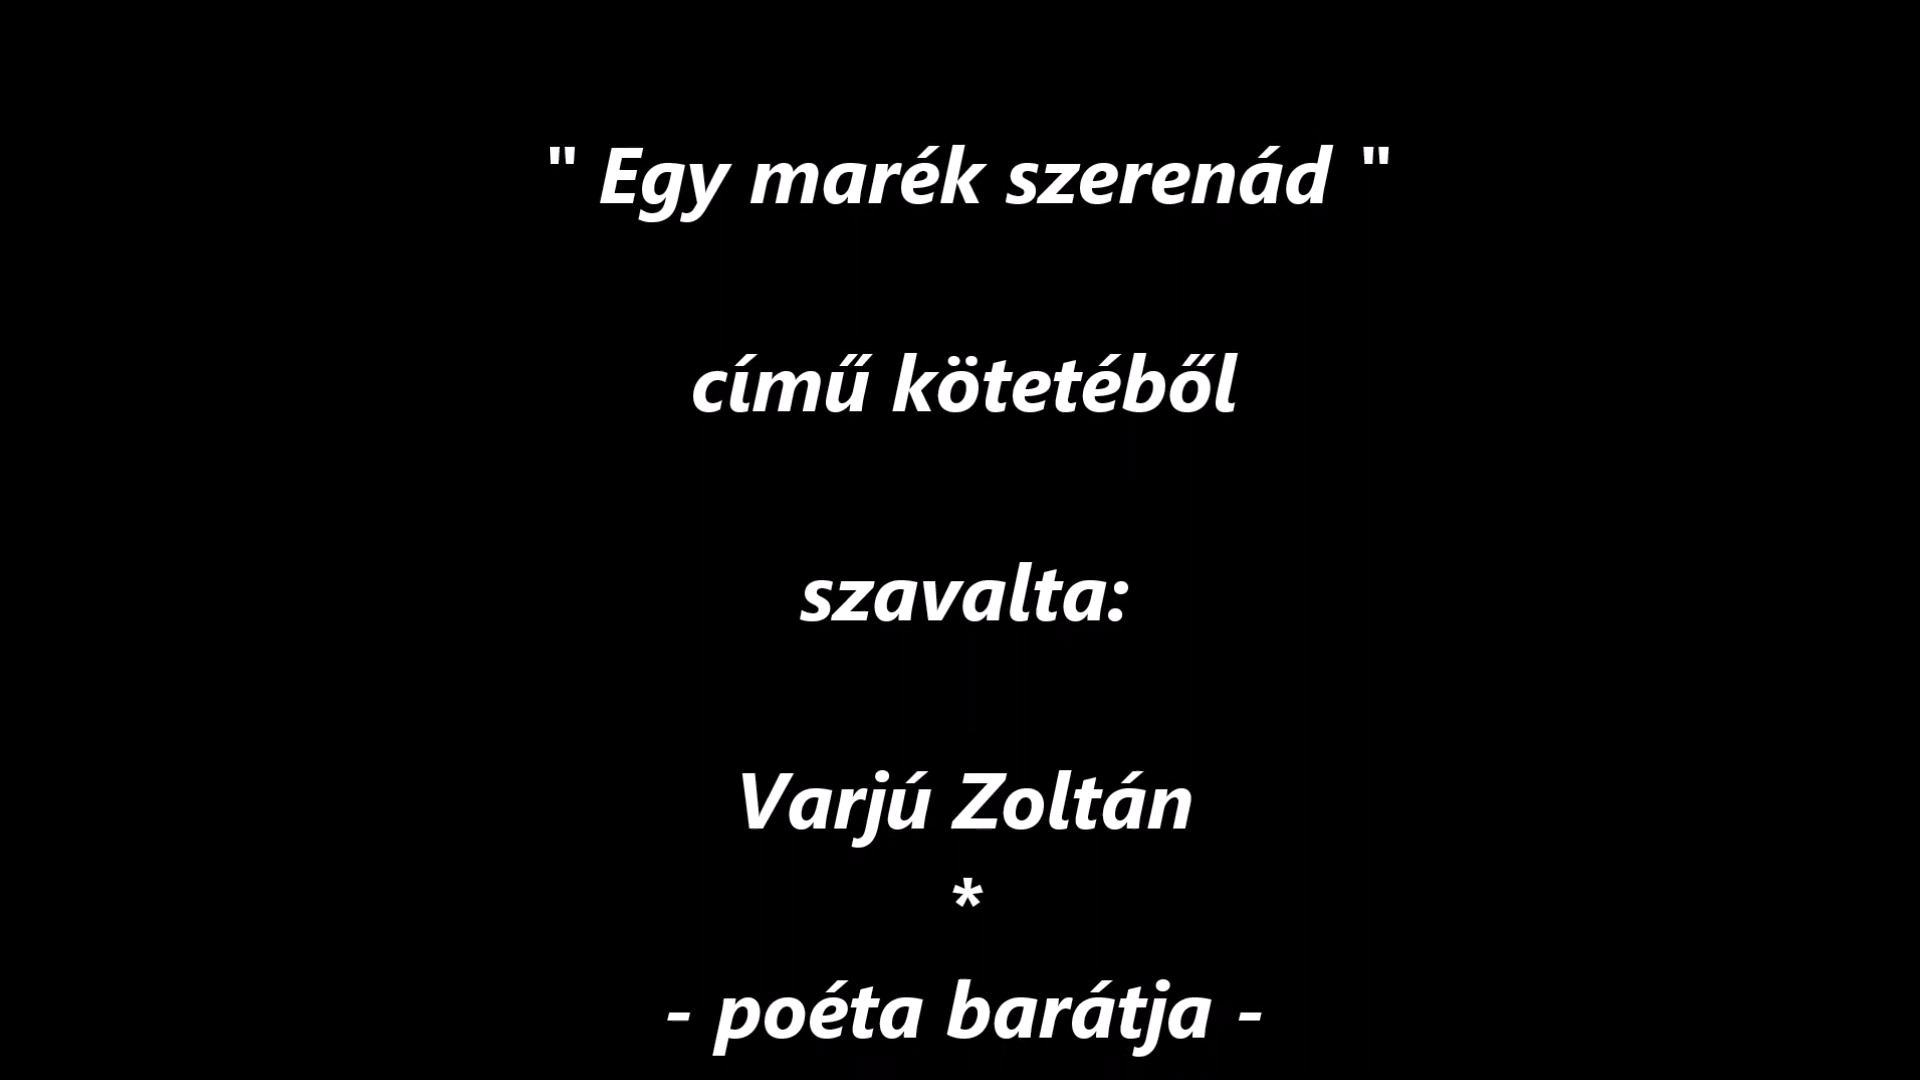 " Egy marék szerenád "
című kötetéből
szavalta:
Varjú Zoltán
*
- poéta barátja -